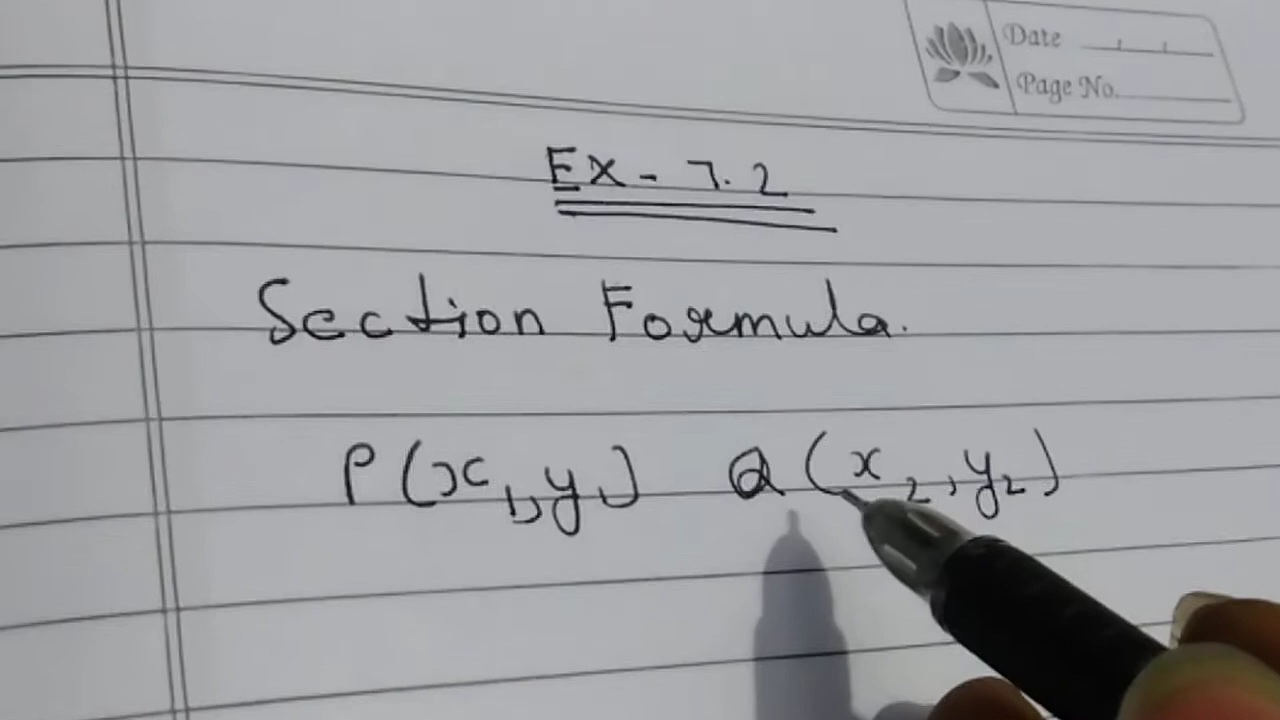 Date
Page No.
Ex - 7.2
Section Formula.
P(x1, y1) Q(x2, y2)